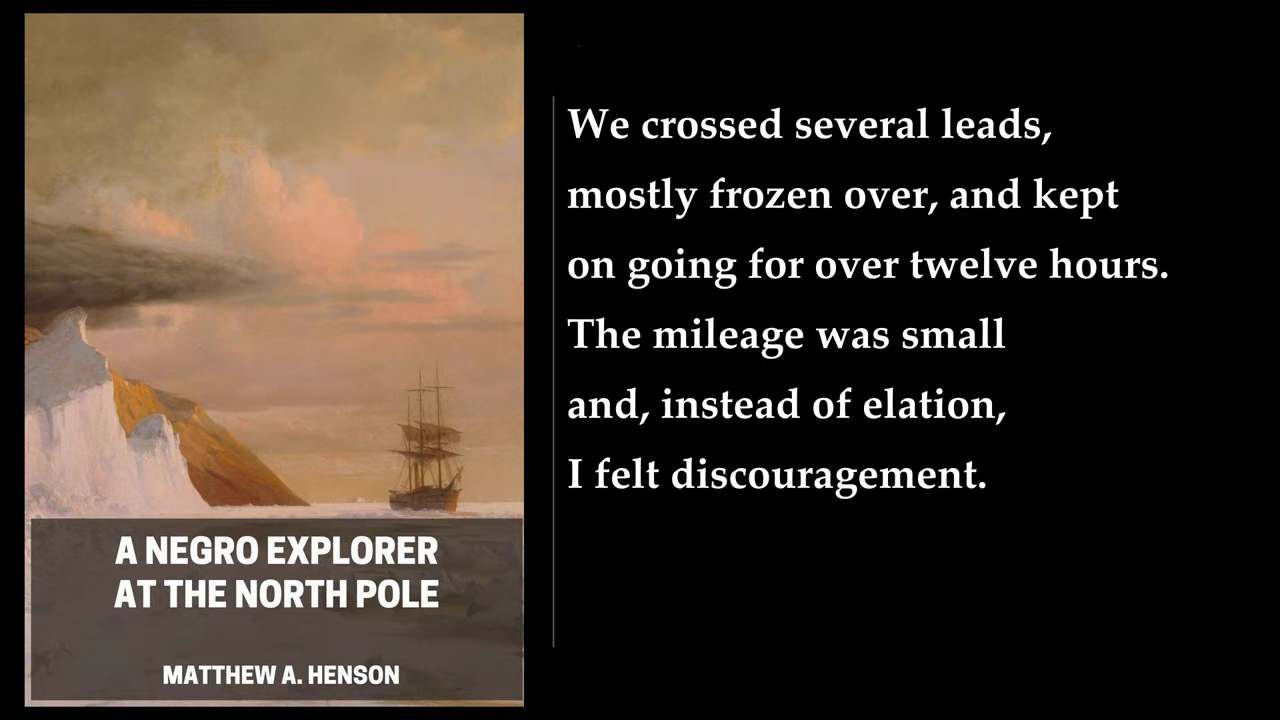 We crossed several leads,
mostly frozen over, and kept
on going for over twelve hours.
The mileage was small
and, instead of elation,
I felt discouragement.
A NEGRO EXPLORER
AT THE NORTH POLE
MATTHEW A. HENSON